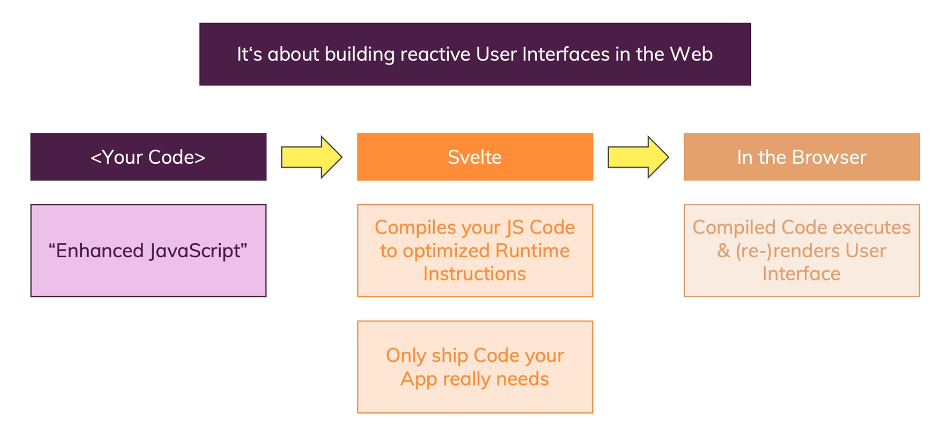 It‘s about building reactive User Interfaces in the Web
<Your Code>
Svelte
In the Browser
“Enhanced JavaScript”
Compiles your JS Code
to optimized Runtime
Instructions
Compiled Code executes
& (re-)renders User
Interface
Only ship Code your
App really needs